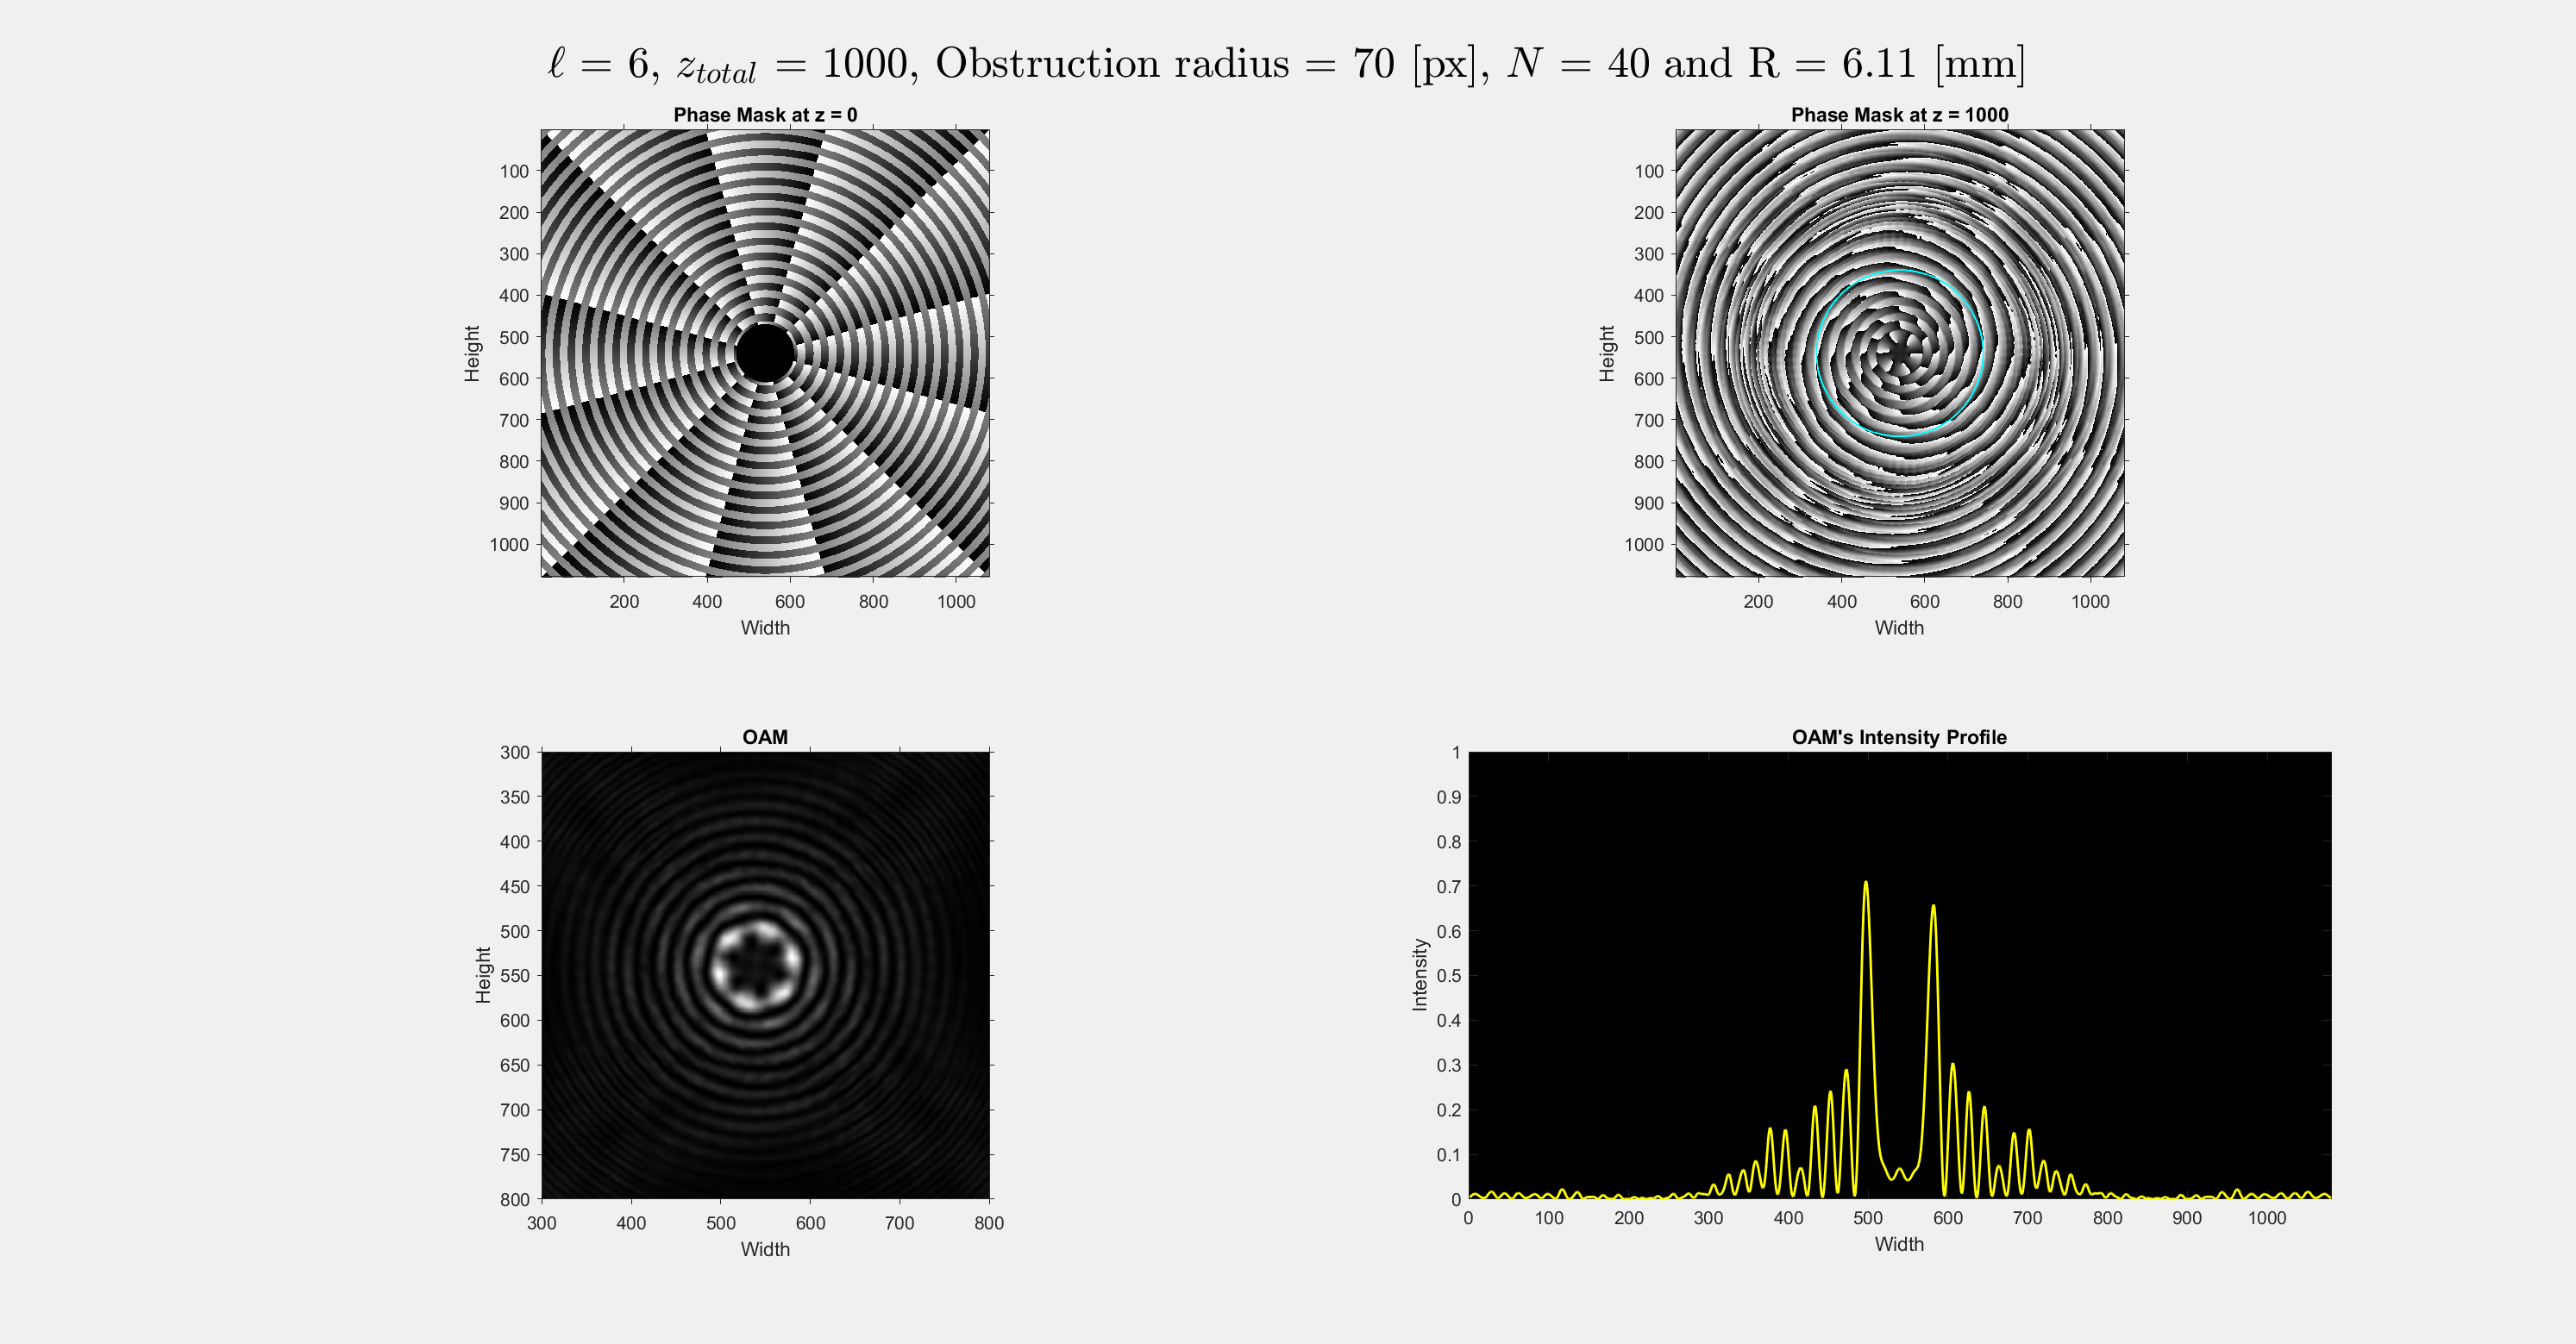 ℓ = 6, z_total = 1000, Obstruction radius = 70 [px], N = 40 and R = 6.11 [mm]
Phase Mask at z = 0
Height
100
200
300
400
500
600
700
800
900
1000
200 400 600 800 1000
Width
Phase Mask at z = 1000
Height
100
200
300
400
500
600
700
800
900
1000
200 400 600 800 1000
Width
OAM
Height
300
350
400
450
500
550
600
650
700
750
800
300 400 500 600 700 800
Width
OAM's Intensity Profile
Intensity
1
0.9
0.8
0.7
0.6
0.5
0.4
0.3
0.2
0.1
0
0 100 200 300 400 500 600 700 800 900 1000
Width